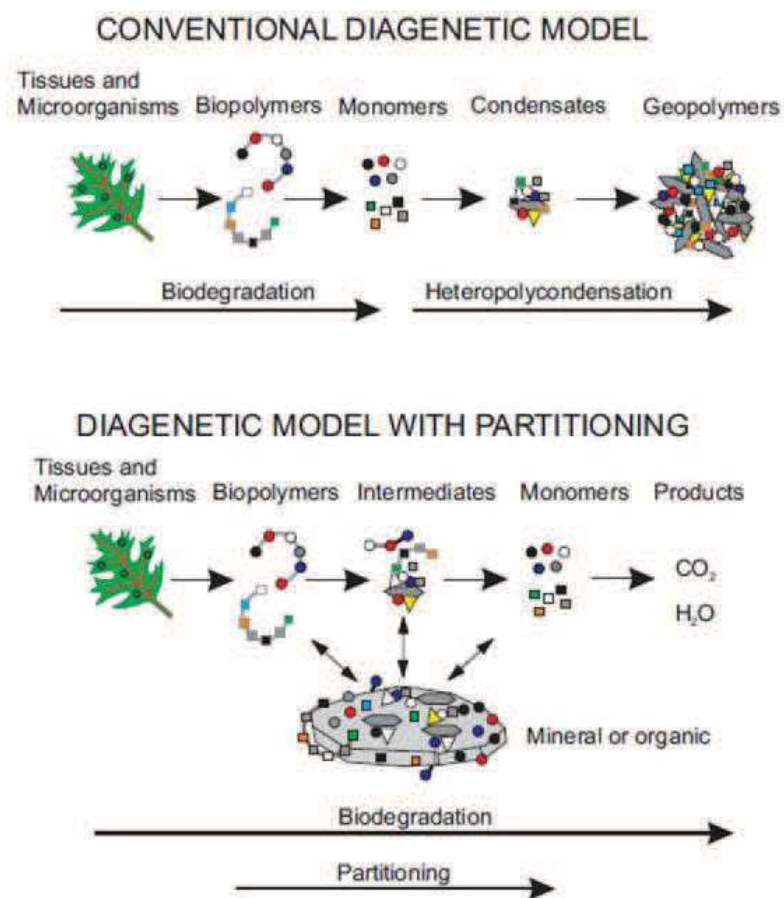 CONVENTIONAL DIAGENETIC MODEL
Tissues and
Microorganisms Biopolymers Monomers Condensates Geopolymers
Biodegradation Heteropolycondensation
DIAGENETIC MODEL WITH PARTITIONING
Tissues and
Microorganisms Biopolymers Intermediates Monomers Products
CO₂
H₂O
Mineral or organic
Biodegradation
Partitioning